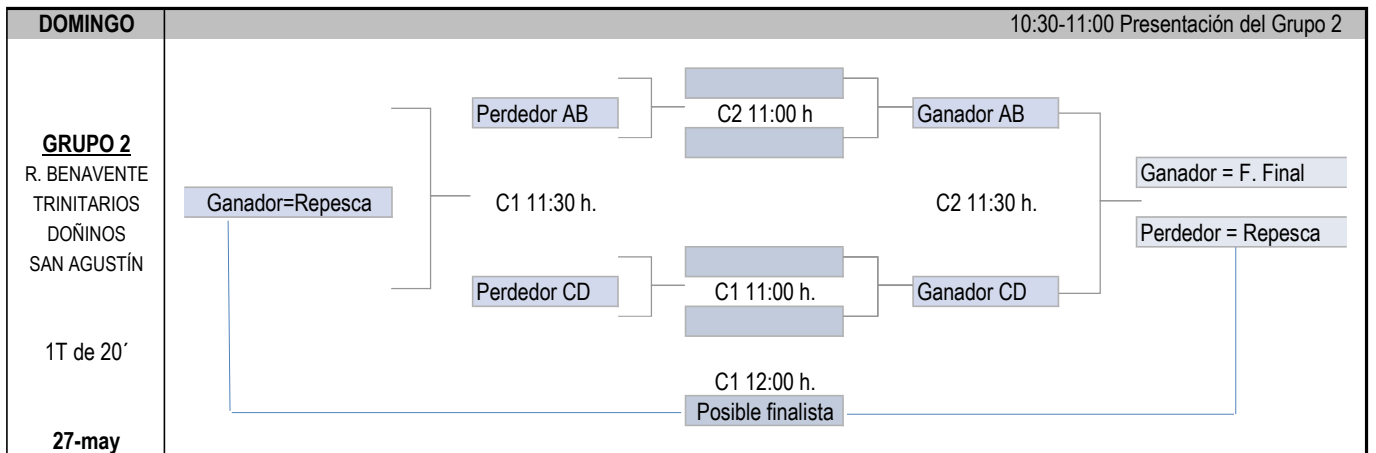 DOMINGO
10:30-11:00 Presentación del Grupo 2
GRUPO 2
R. BENAVENTE
TRINITARIOS
DOÑINOS
SAN AGUSTÍN
1T de 20´
27-may
Perdedor AB
C2 11:00 h
Ganador AB
Ganador = F. Final
Ganador=Repesca
C1 11:30 h.
C2 11:30 h.
Perdedor = Repesca
Perdedor CD
C1 11:00 h.
Ganador CD
C1 12:00 h.
Posible finalista